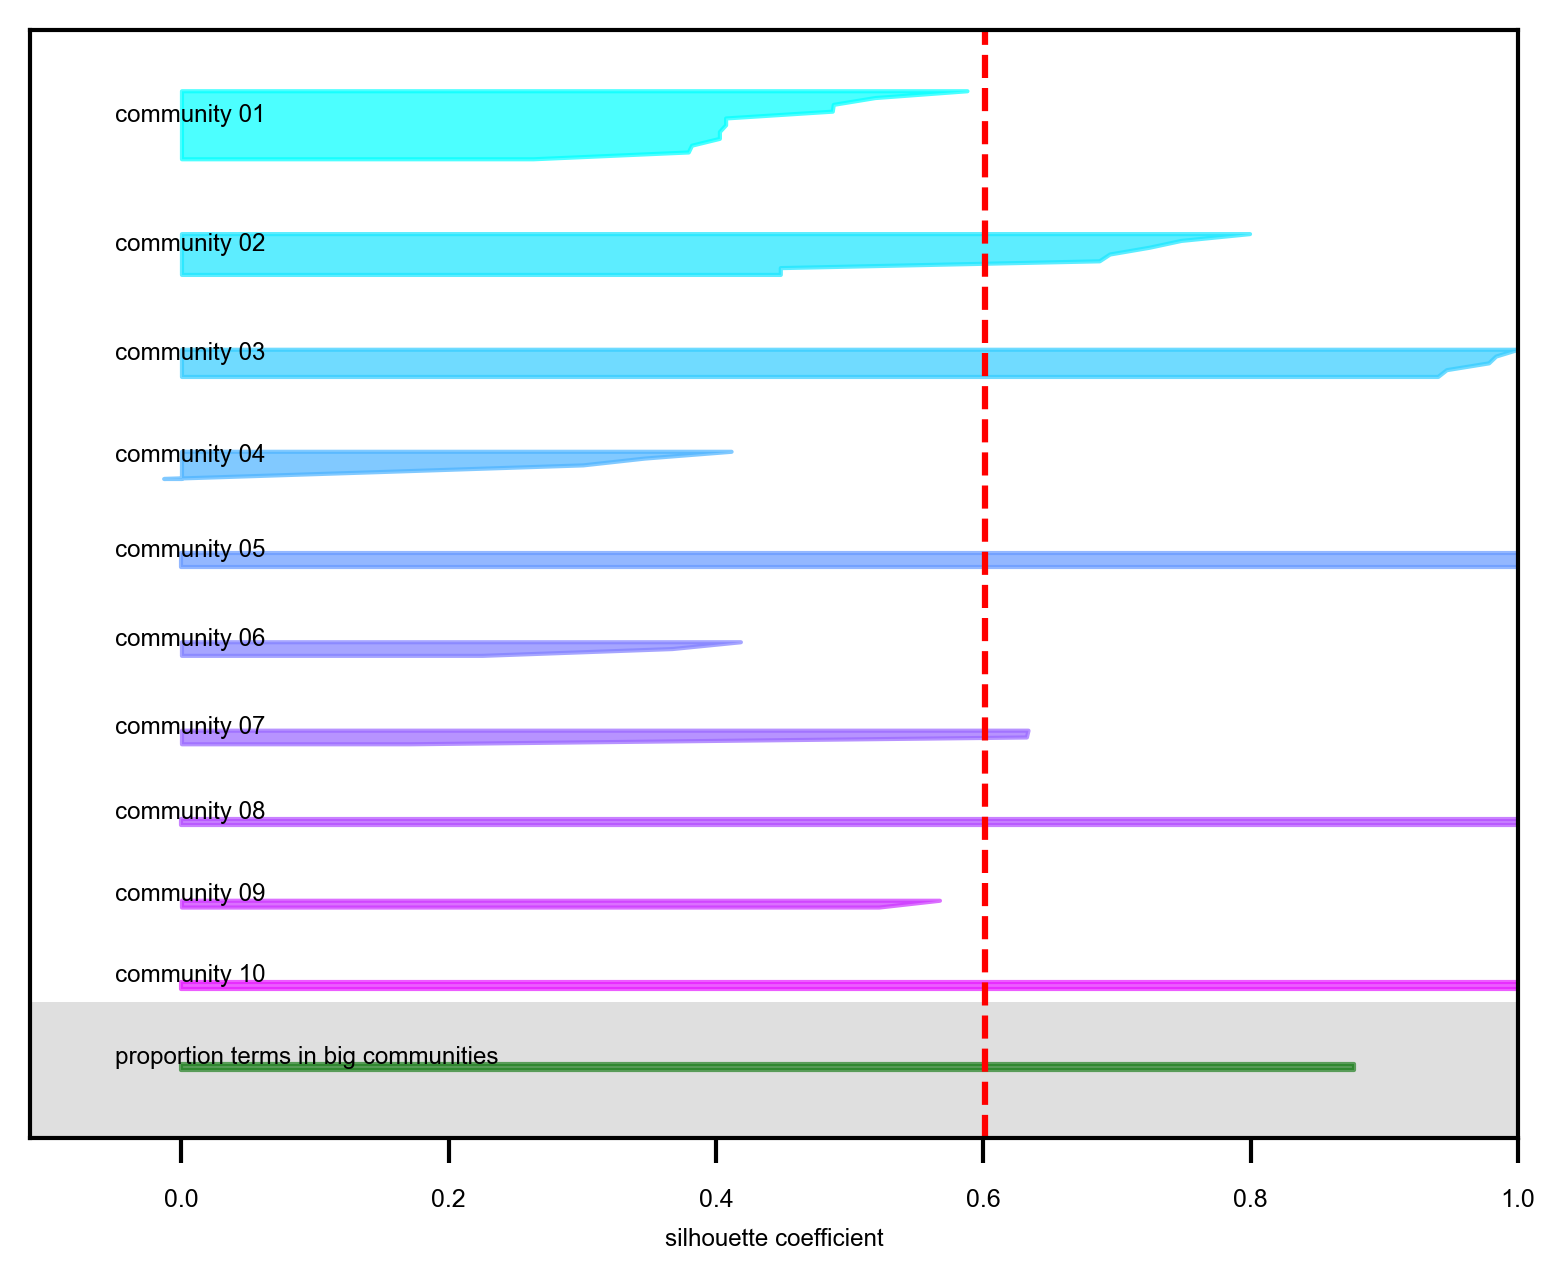 community 01
community 02
community 03
community 04
community 05
community 06
community 07
community 08
community 09
community 10
proportion terms in big communities
0.0 0.2 0.4 0.6 0.8 1.0
silhouette coefficient